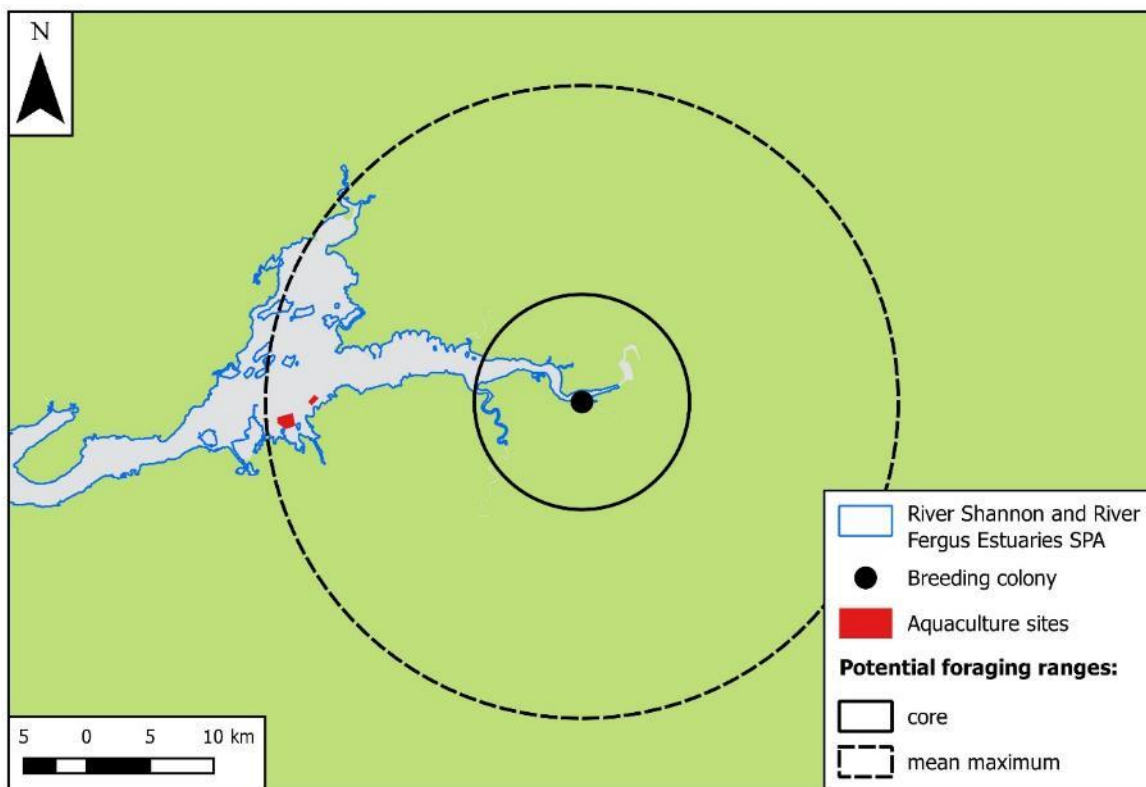 N
River Shannon and River
Fergus Estuaries SPA
Breeding colony
Aquaculture sites
Potential foraging ranges:
core
mean maximum
5 0 5 10 km